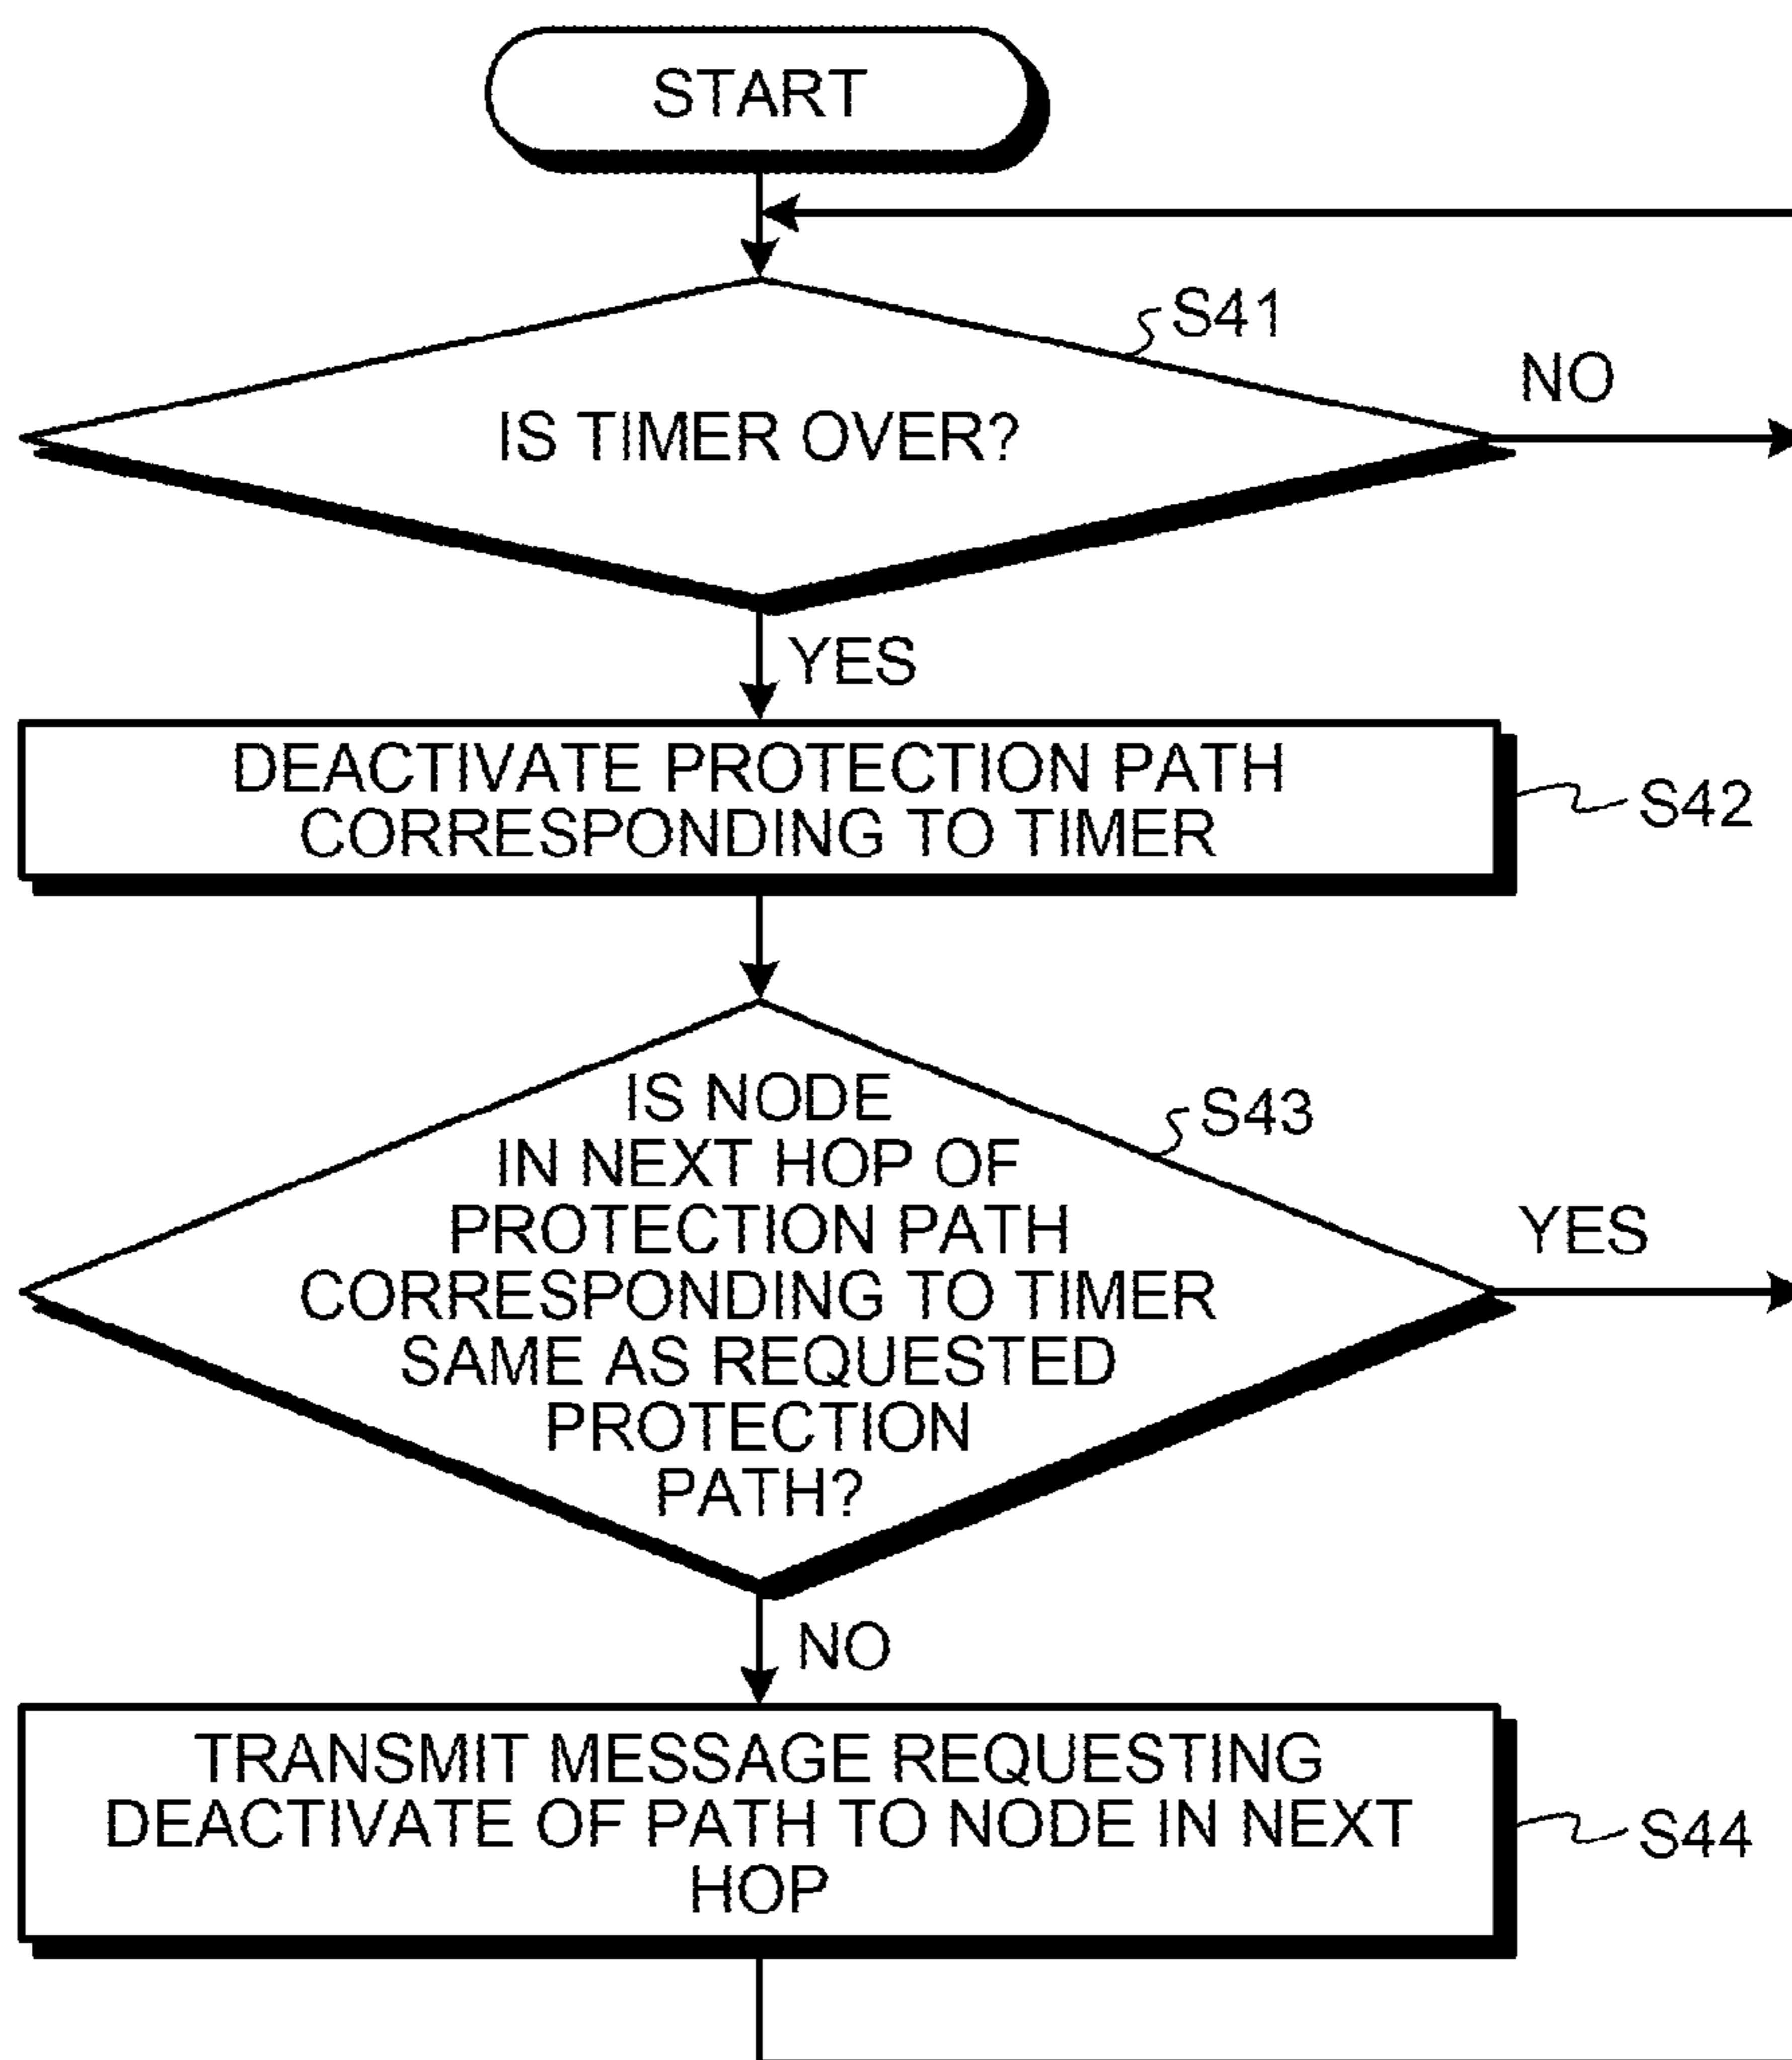 START
S41
NO
IS TIMER OVER?
YES
DEACTIVATE PROTECTION PATH
CORRESPONDING TO TIMER
S42
IS NODE
S43
IN NEXT HOP OF
PROTECTION PATH
YES
CORRESPONDING TO TIMER
SAME AS REQUESTED
PROTECTION
PATH?
NO
TRANSMIT MESSAGE REQUESTING
DEACTIVATE OF PATH TO NODE IN NEXT
HOP
S44